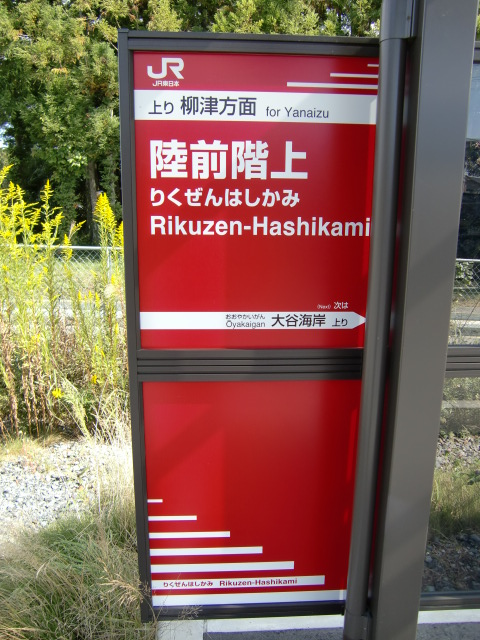 JR
JR東日本
上り 柳津方面 for Yanaizu
陸前階上
りくぜんはしかみ
Rikuzen-Hashikami
(Next) 次は
おおやかいがん
Ōyakaigan 大谷海岸 上り
りくぜんはしかみ Rikuzen-Hashikami